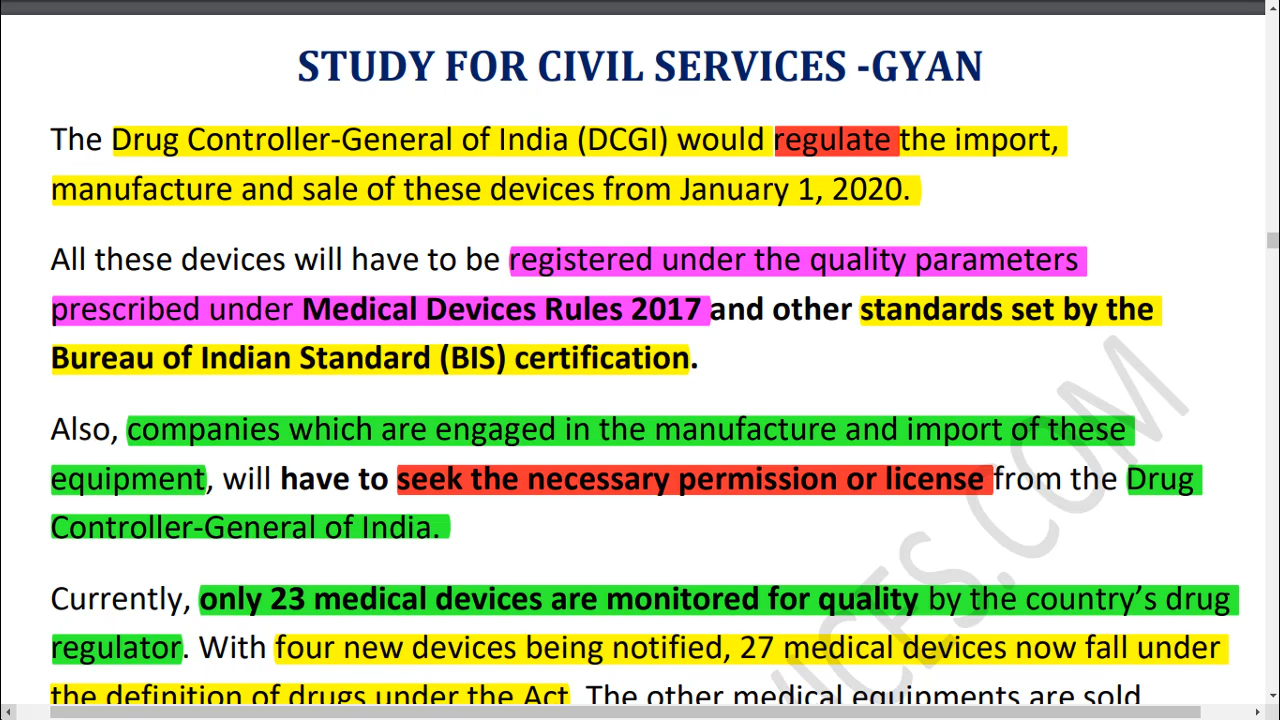 STUDY FOR CIVIL SERVICES -GYAN
The Drug Controller-General of India (DCGI) would regulate the import,
manufacture and sale of these devices from January 1, 2020.
All these devices will have to be registered under the quality parameters
prescribed under Medical Devices Rules 2017 and other standards set by the
Bureau of Indian Standard (BIS) certification.
Also, companies which are engaged in the manufacture and import of these
equipment, will have to seek the necessary permission or license from the Drug
Controller-General of India.
Currently, only 23 medical devices are monitored for quality by the country’s drug
regulator. With four new devices being notified, 27 medical devices now fall under
the definition of drugs under the Act. The other medical equipments are sold
ICES.COM